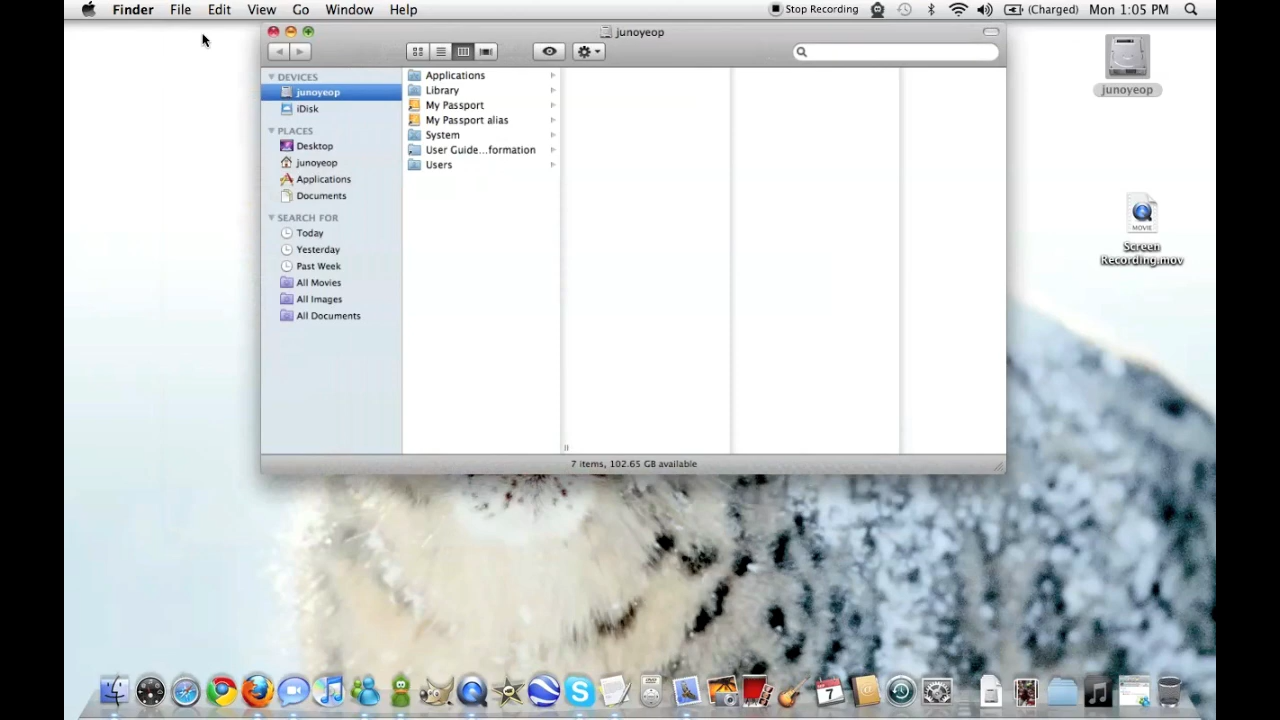 Finder File Edit View Go Window Help Stop Recording (Charged) Mon 1:05 PM
junoyeop
DEVICES
junoyeop
iDisk
PLACES
Desktop
junoyeop
Applications
Documents
SEARCH FOR
Today
Yesterday
Past Week
All Movies
All Images
All Documents
Applications
Library
My Passport
My Passport alias
System
User Guide...formation
Users
7 items, 102.65 GB available
junoyeop
MOVIE
Screen
Recording.mov
7